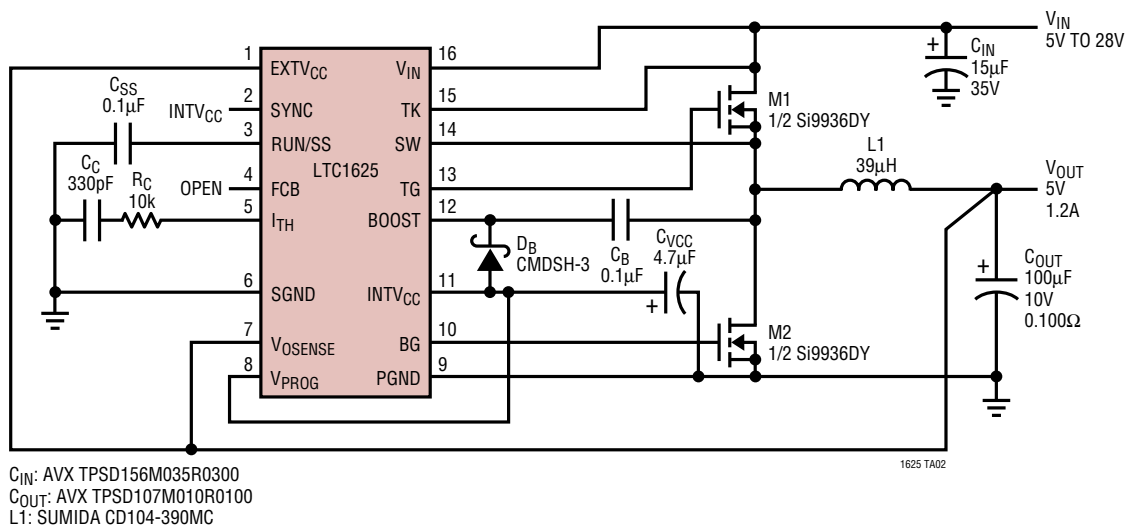 1
EXTVCC
VIN
16
VIN
5V TO 28V
CIN
15µF
35V
+
CSS
0.1µF
INTVCC
2
SYNC
TK
15
M1
1/2 Si9936DY
3
RUN/SS
SW
14
LTC1625
L1
39µH
CC
330pF
RC
10k
OPEN
4
FCB
TG
13
VOUT
5V
1.2A
5
ITH
BOOST
12
DB
CMDSH-3
CB
0.1µF
CVCC
4.7µF
+
COUT
100µF
10V
0.100Ω
+
6
SGND
INTVCC
11
7
VOSENSE
BG
10
M2
1/2 Si9936DY
8
VPROG
PGND
9
1625 TA02
CIN: AVX TPSD156M035R0300
COUT: AVX TPSD107M010R0100
L1: SUMIDA CD104-390MC